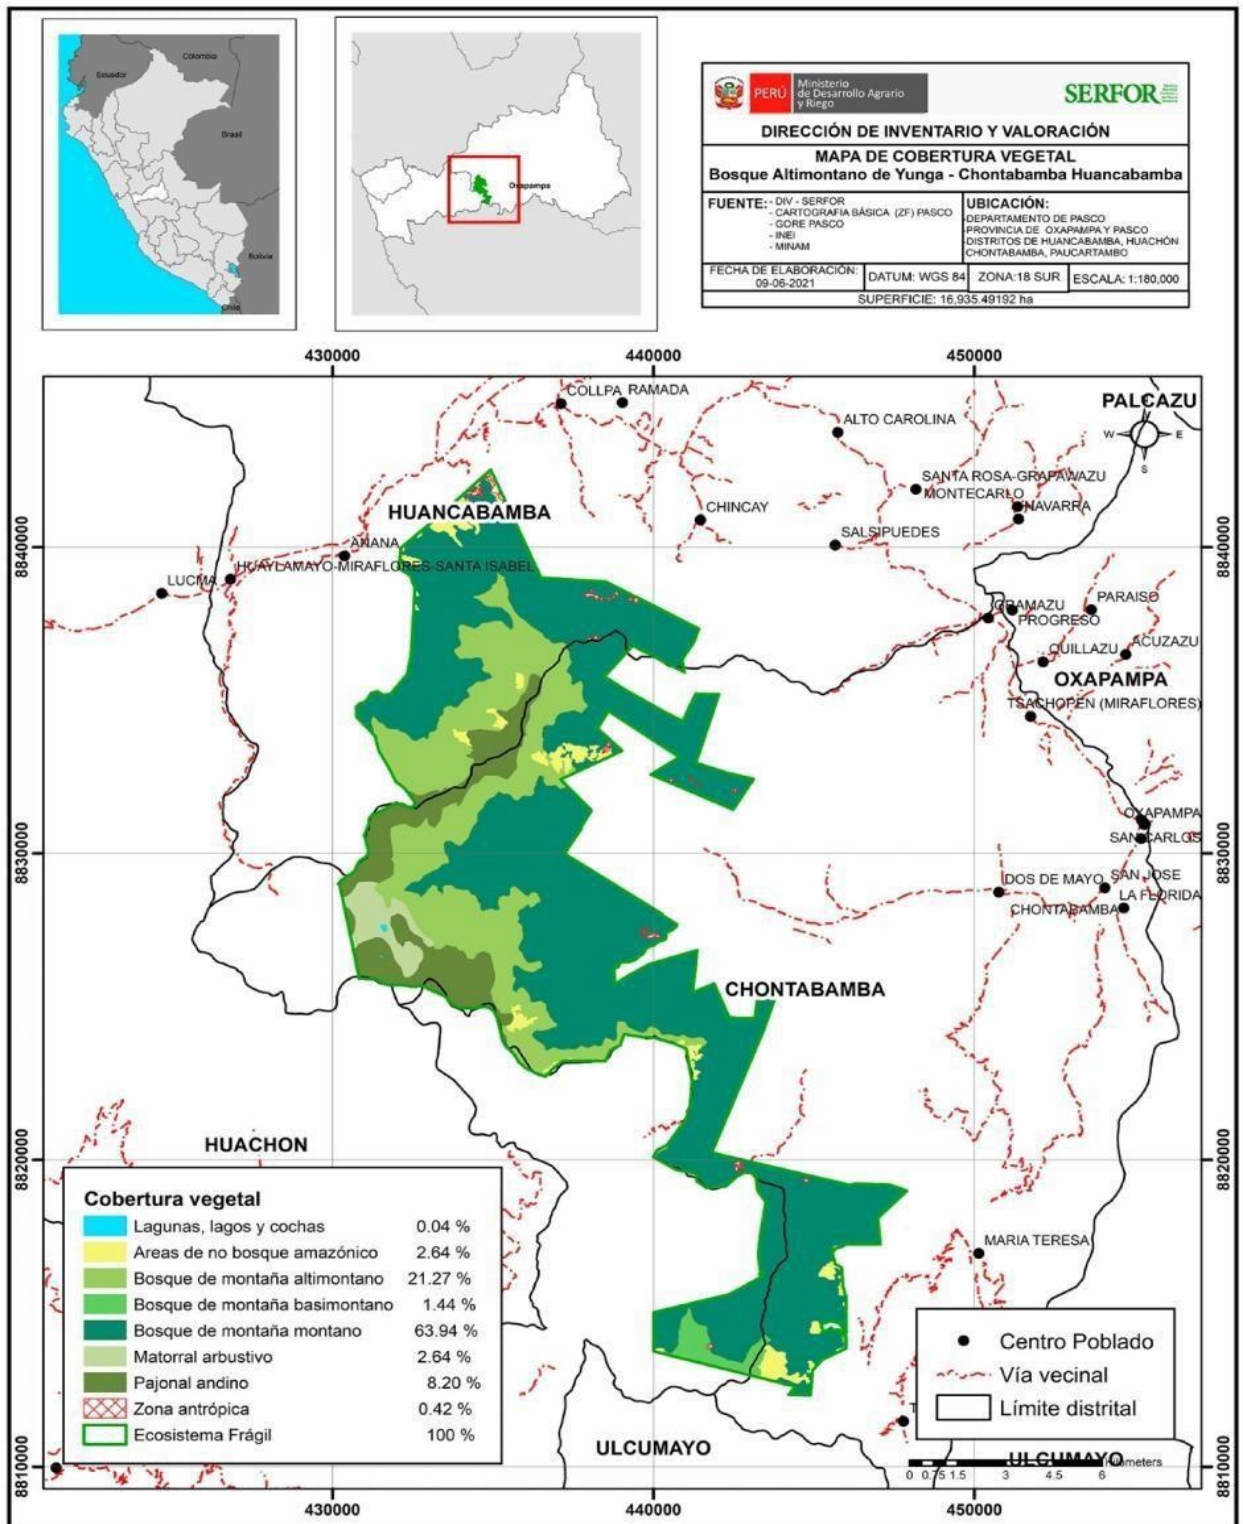 Colombia
Ecuador
Brasil
Bolivia
Chile
Oxapampa
PERÚ
Ministerio
de Desarrollo Agrario
y Riego
SERFOR
DIRECCIÓN DE INVENTARIO Y VALORACIÓN
MAPA DE COBERTURA VEGETAL
Bosque Altimontano de Yunga - Chontabamba Huancabamba
FUENTE: - DIV - SERFOR
- CARTOGRAFIA BÁSICA (ZF) PASCO
- GORE PASCO
- INEI
- MINAM
UBICACIÓN:
-DEPARTAMENTO DE PASCO
-PROVINCIA DE OXAPAMPA Y PASCO
-DISTRITOS DE HUANCABAMBA, HUACHÓN
CHONTABAMBA, PAUCARTAMBO
FECHA DE ELABORACIÓN:
09-06-2021
DATUM: WGS 84
ZONA:18 SUR
ESCALA: 1:180,000
SUPERFICIE: 16,935.49192 ha
430000 440000 450000
COLLPA RAMADA
PALCAZU
ALTO CAROLINA
W E
S
SANTA ROSA-GRAPAWAZU
MONTECARLO
NAVARRA
HUANCABAMBA
CHINCAY
SALSIPUEDES
8840000 8840000
ANANA
HUAYLAMAYO-MIRAFLORES-SANTA ISABEL
LUCMA
GRAMAZU
PARAISO
PROGRESO
QUILLAZU
ACUZAZU
OXAPAMPA
TSACHOPEN (MIRAFLORES)
OXAPAMPA
SAN CARLOS
8830000 8830000
DOS DE MAYO
SAN JOSE
LA FLORIDA
CHONTABAMBA
CHONTABAMBA
HUACHON
8820000 8820000
MARIA TERESA
Cobertura vegetal
Lagunas, lagos y cochas 0.04 %
Areas de no bosque amazónico 2.64 %
Bosque de montaña altimontano 21.27 %
Bosque de montaña basimontano 1.44 %
Bosque de montaña montano 63.94 %
Matorral arbustivo 2.64 %
Pajonal andino 8.20 %
Zona antrópica 0.42 %
Ecosistema Frágil 100 %
Centro Poblado
Vía vecinal
Límite distrital
T
ULCUMAYO
ULCUMAYO
Kilometers
0 0.75 1.5 3 4.5 6
8810000 8810000
430000 440000 450000